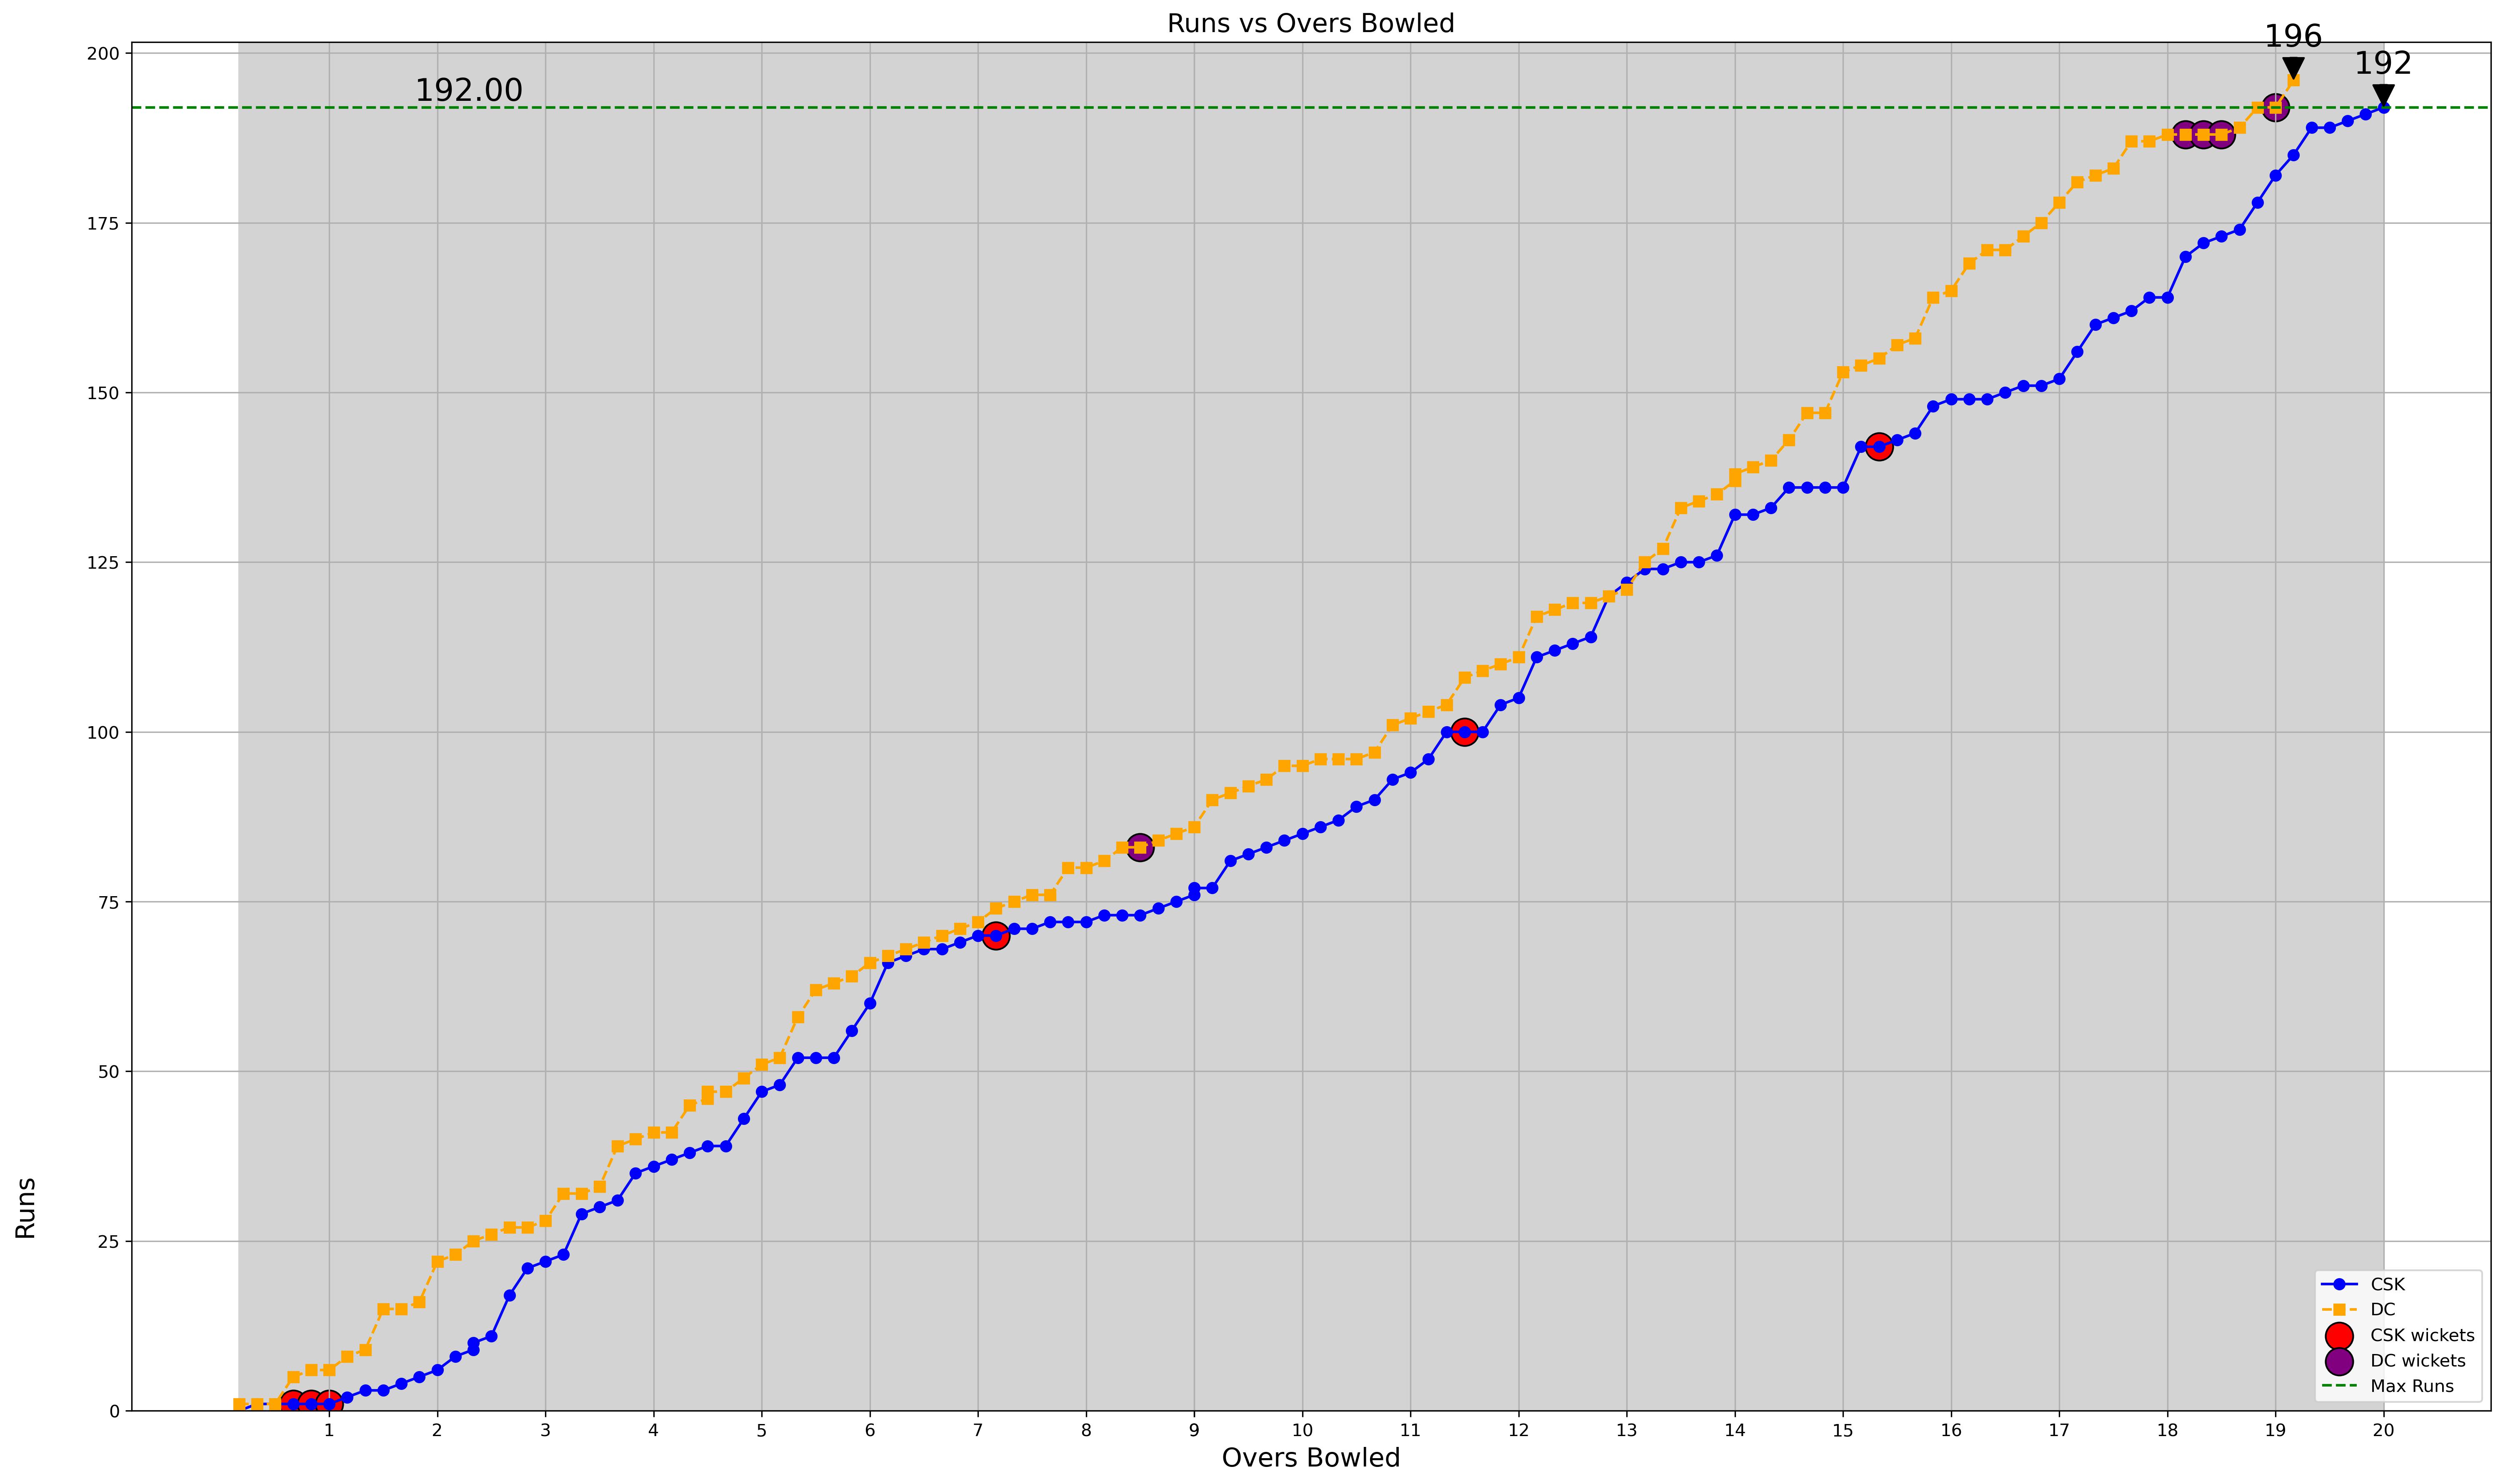 Runs vs Overs Bowled
196
192
192.00
200
175
150
125
100
75
50
25
0
Runs
1 2 3 4 5 6 7 8 9 10 11 12 13 14 15 16 17 18 19 20
Overs Bowled
CSK
DC
CSK wickets
DC wickets
Max Runs